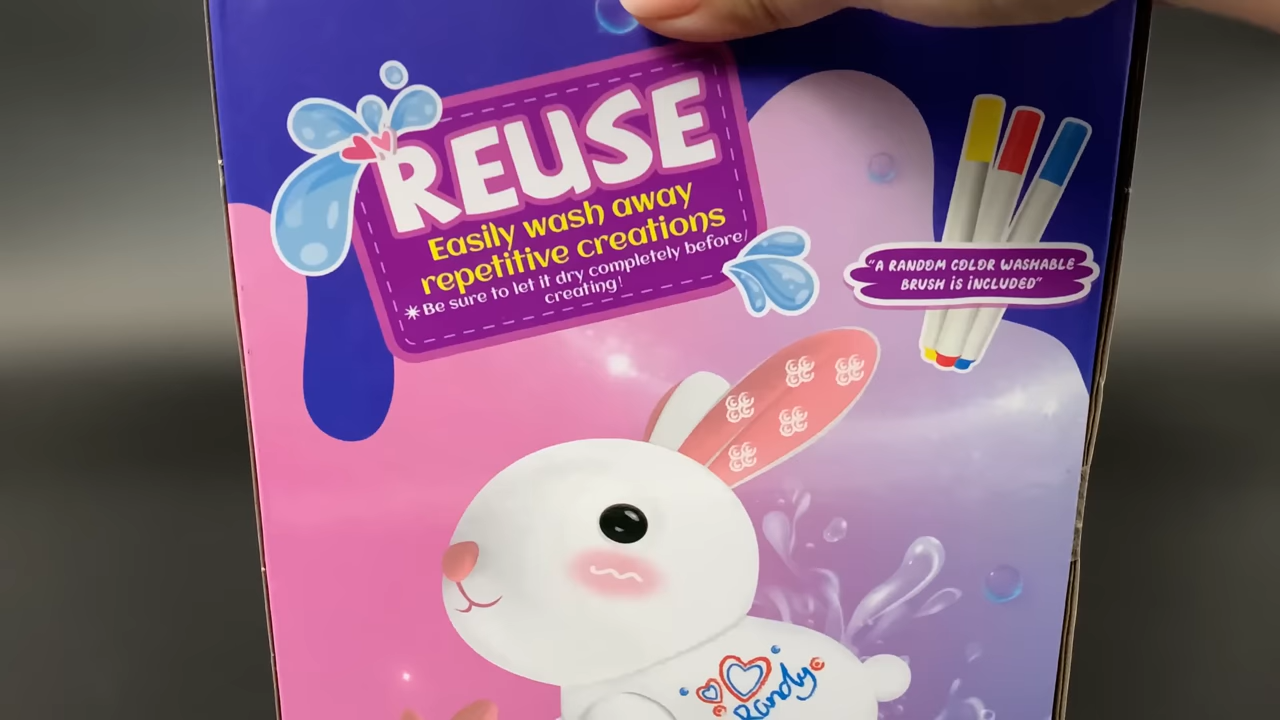 REUSE
Easily wash away
repetitive creations
*Be sure to let it dry completely before
creating!
"A RANDOM COLOR WASHABLE
BRUSH IS INCLUDED"
Randy